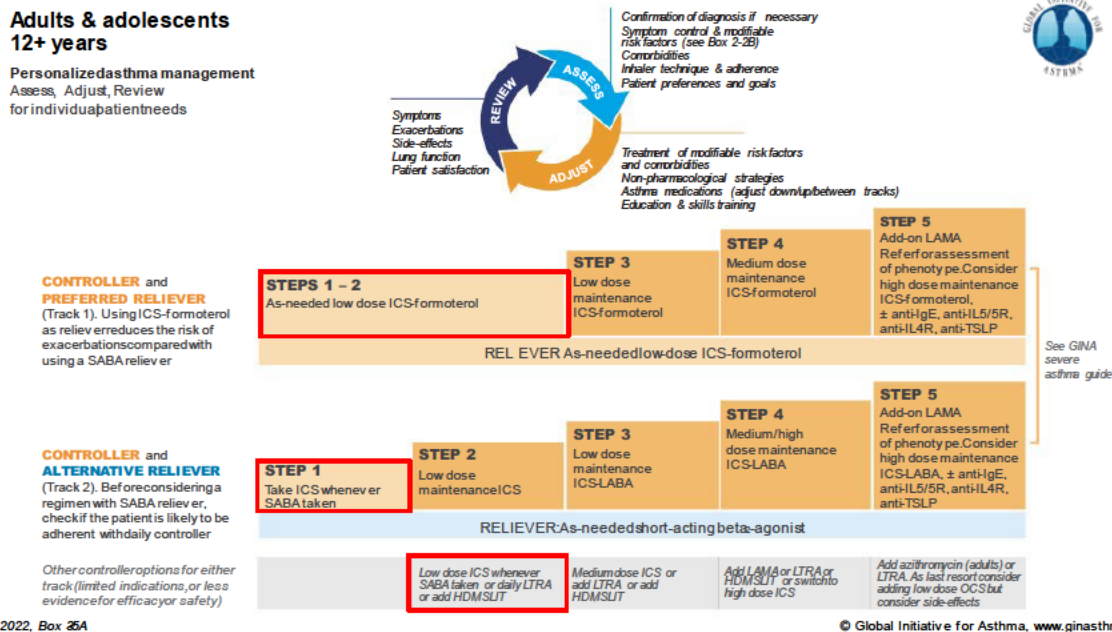 Adults & adolescents
12+ years
Personalizedasthma management
Assess, Adjust, Review
for individualpatientneeds
Confirmation of diagnosis if necessary
Symptom control & modifiable
risk factors (see Box 2-2B)
Comorbidities
Inhaler technique & adherence
Patient preferences and goals
GLOBAL INITIATIVE FOR
ASTHMA
REVIEW
ASSESS
ADJUST
Symptoms
Exacerbations
Side-effects
Lung function
Patient satisfaction
Treatment of modifiable risk factors
and comorbidities
Non-pharmacological strategies
Asthma medications (adjust down/up/between tracks)
Education & skills training
CONTROLLER and
PREFERRED RELIEVER
(Track 1). Using ICS-formoterol
as reliev erreduces the risk of
exacerbationscompared with
using a SABA reliev er
STEPS 1 – 2
As-needed low dose ICS-formoterol
STEP 3
Low dose
maintenance
ICS-formoterol
STEP 4
Medium dose
maintenance
ICS-formoterol
STEP 5
Add-on LAMA
Referforassessment
of phenotype.Consider
high dose maintenance
ICS-formoterol,
± anti-IgE, anti-IL5/5R,
anti-IL4R, anti-TSLP
REL EVER As-neededlow-dose ICS-formoterol
See GINA
severe
asthma guide
CONTROLLER and
ALTERNATIVE RELIEVER
(Track 2). Beforeconsidering a
regimen with SABA reliev er,
checkif the patient is likely to be
adherent withdaily controller
STEP 1
Take ICS whenever
SABA taken
STEP 2
Low dose
maintenanceICS
STEP 3
Low dose
maintenance
ICS-LABA
STEP 4
Medium/high
dose maintenance
ICS-LABA
STEP 5
Add-on LAMA
Referforassessment
of phenotype.Consider
high dose maintenance
ICS-LABA, ± anti-IgE,
anti-IL5/5R, anti-IL4R,
anti-TSLP
RELIEVER:As-neededshort-acting beta2-agonist
Other controlleroptions for either
track (limited indications, or less
evidencefor efficacyor safety)
Low dose ICS whenever
SABA taken or daily LTRA
or add HDMSLIT
Medium dose ICS or
add LTRA or add
HDMSLIT
Add LAMA or LTRA or
HDMSLIT or switchto
high dose ICS
Add azithromycin (adults) or
LTRA. As last resort consider
adding low dose OCS but
consider side-effects
2022, Box 35A
© Global Initiative for Asthma, www.ginasthr